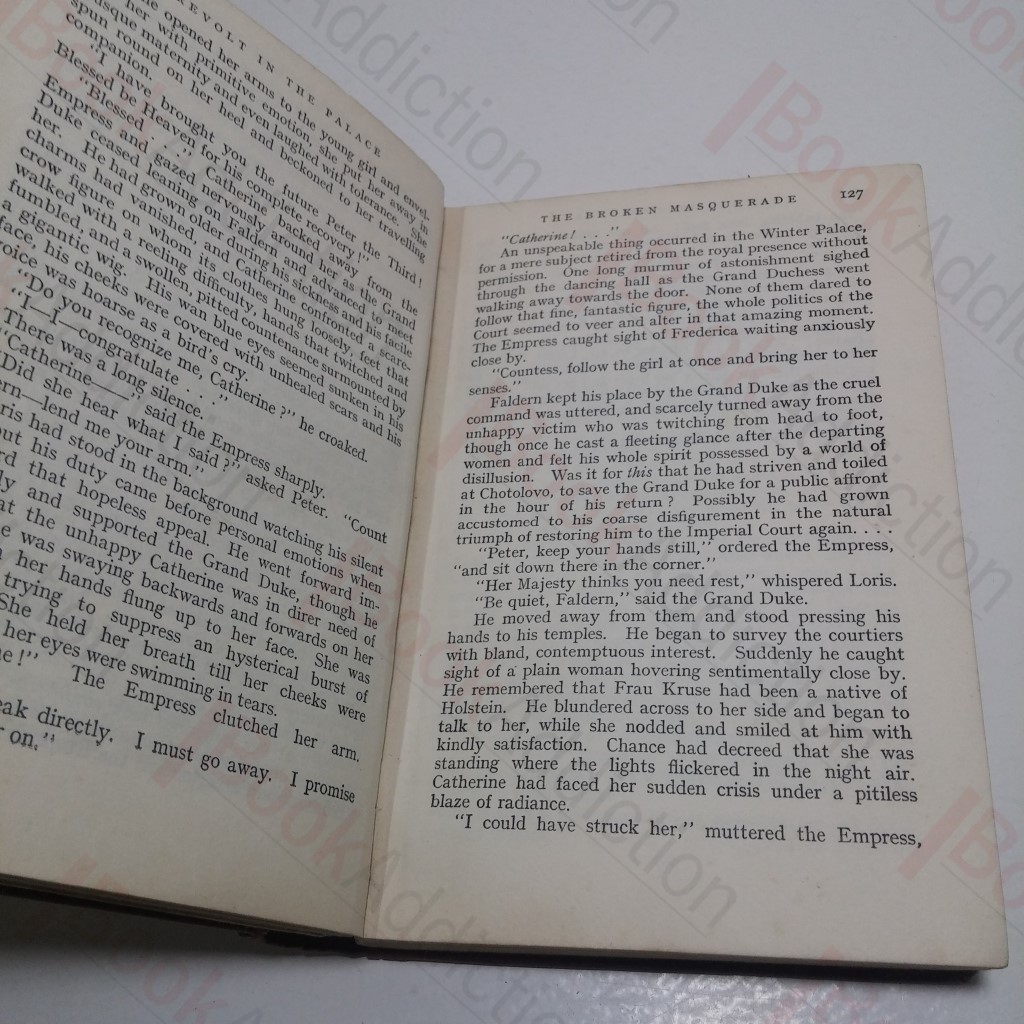 REVOLT IN THE PALACE
opened her arms to the young girl and envel-
her with primitive emotion, she put her away in
usque maternity and even laughed with tolerance. She
spun round on her heel and beckoned to her travelling
companion.
"I have brought you the future Peter the Third!
Blessed be Heaven for his complete recovery!"
"Blessed . . ." Catherine backed away from the
Empress and gazed nervously around her as the Grand
Duke ceased leaning on Faldern and advanced to meet
her. He had grown older during his sickness and his facile
charms had vanished, and Catherine confronted a scare-
crow figure on whom its clothes hung loosely, feet that
walked with a reeling difficulty, hands that twitched and
fumbled, and a swollen, pitted countenance surmounted by
a gigantic wig. His wan blue eyes seemed sunken in his
face, his cheeks were covered with unhealed scars and his
voice was hoarse as a bird's cry.
"Do you recognize me, Catherine?" he croaked.
"I—I—congratulate . . ."
There was a long silence.
"Catherine——" said the Empress sharply.
"Did she hear what I said?" asked Peter. "Count
ern—lend me your arm."
ris had stood in the background watching his silent
but his duty came before personal emotions when
rd that hopeless appeal. He went forward im-
ly and supported the Grand Duke, though he
at the unhappy Catherine was in direr need of
e was swaying backwards and forwards on her
her hands flung up to her face. She was
trying to suppress an hysterical burst of
She held her breath till her cheeks were
her eyes were swimming in tears.
ne!" The Empress clutched her arm.
eak directly. I must go away. I promise
r on."
THE BROKEN MASQUERADE 127
"Catherine! . . ."
An unspeakable thing occurred in the Winter Palace,
for a mere subject retired from the royal presence without
permission. One long murmur of astonishment sighed
through the dancing hall as the Grand Duchess went
walking away towards the door. None of them dared to
follow that fine, fantastic figure, the whole politics of the
Court seemed to veer and alter in that amazing moment.
The Empress caught sight of Frederica waiting anxiously
close by.
"Countess, follow the girl at once and bring her to her
senses."
Faldern kept his place by the Grand Duke as the cruel
command was uttered, and scarcely turned away from the
unhappy victim who was twitching from head to foot,
though once he cast a fleeting glance after the departing
women and felt his whole spirit possessed by a world of
disillusion. Was it for this that he had striven and toiled
at Chotolovo, to save the Grand Duke for a public affront
in the hour of his return? Possibly he had grown
accustomed to his coarse disfigurement in the natural
triumph of restoring him to the Imperial Court again. . . .
"Peter, keep your hands still," ordered the Empress,
"and sit down there in the corner."
"Her Majesty thinks you need rest," whispered Loris.
"Be quiet, Faldern," said the Grand Duke.
He moved away from them and stood pressing his
hands to his temples. He began to survey the courtiers
with bland, contemptuous interest. Suddenly he caught
sight of a plain woman hovering sentimentally close by.
He remembered that Frau Kruse had been a native of
Holstein. He blundered across to her side and began to
talk to her, while she nodded and smiled at him with
kindly satisfaction. Chance had decreed that she was
standing where the lights flickered in the night air.
Catherine had faced her sudden crisis under a pitiless
blaze of radiance.
"I could have struck her," muttered the Empress,
BookAddiction